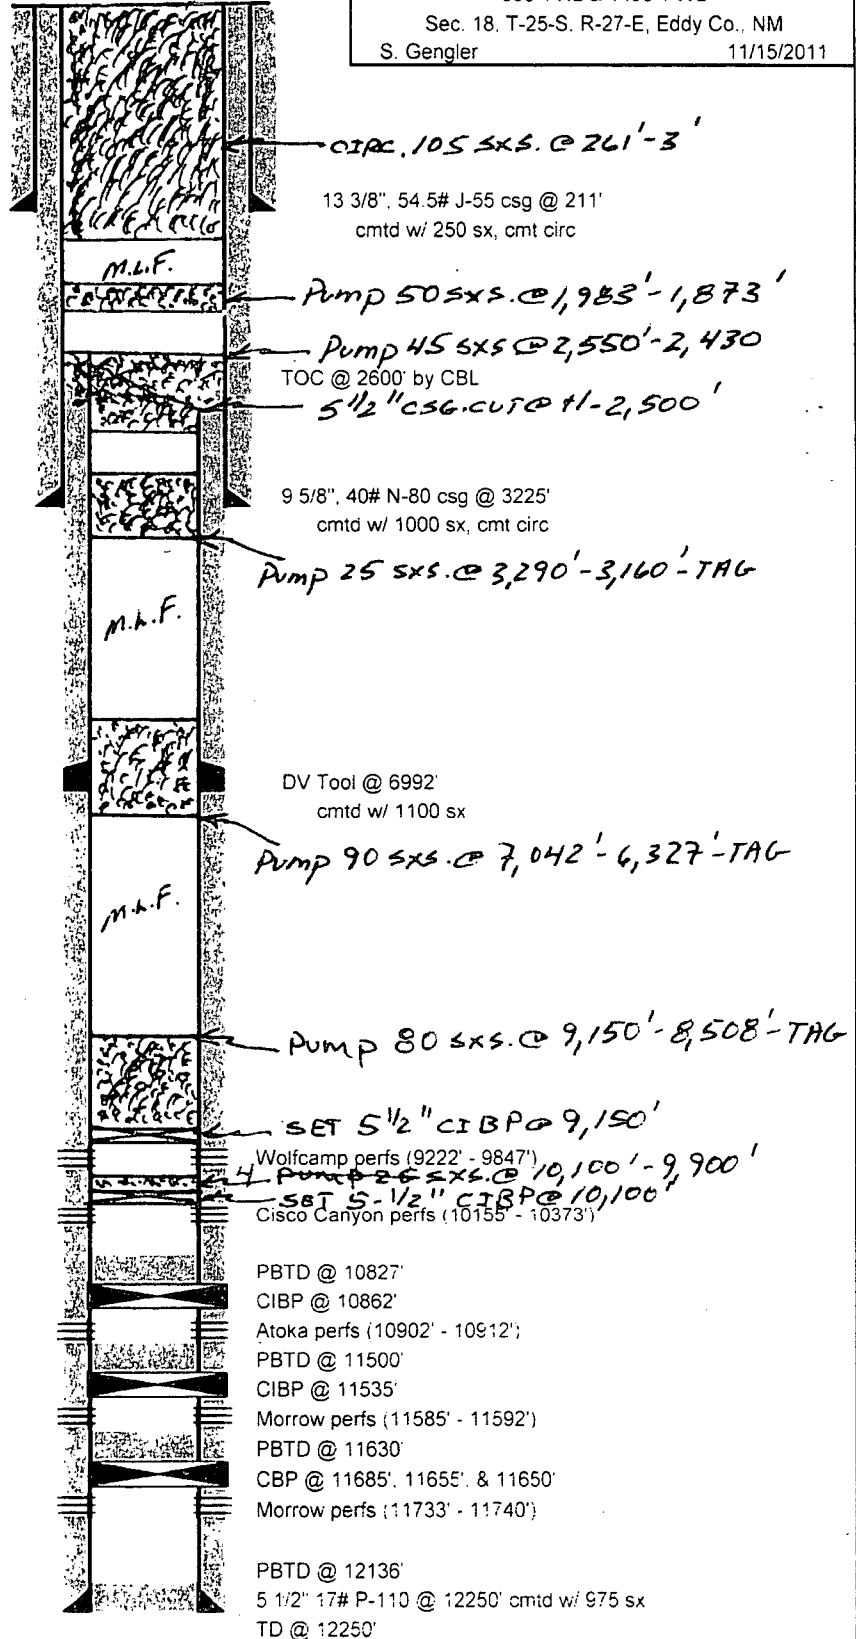 Sec. 18. T-25-S. R-27-E, Eddy Co., NM
S. Gengler 11/15/2011
CIRC. 105 SXS. @ 261'-3'
13 3/8", 54.5# J-55 csg @ 211'
cmtd w/ 250 sx, cmt circ
M.L.F.
Pump 50 SXS. @ 1,983'-1,873'
Pump 45 SXS @ 2,550'-2,430
TOC @ 2600' by CBL
5 1/2" CSG. CUT @ +/- 2,500'
9 5/8", 40# N-80 csg @ 3225'
cmtd w/ 1000 sx, cmt circ
Pump 25 SXS. @ 3,290'-3,160'-TAG
M.L.F.
DV Tool @ 6992'
cmtd w/ 1100 sx
Pump 90 SXS. @ 7,042'-6,327'-TAG
M.L.F.
Pump 80 SXS. @ 9,150'-8,508'-TAG
SET 5 1/2" CIBP @ 9,150'
Wolfcamp perfs (9222' - 9847')
4 Pump 26 SXS. @ 10,100'-9,900'
SET 5-1/2" CIBP @ 10,100'
Cisco Canyon perfs (10155' - 10373')
PBTD @ 10827'
CIBP @ 10862'
Atoka perfs (10902' - 10912')
PBTD @ 11500'
CIBP @ 11535'
Morrow perfs (11585' - 11592')
PBTD @ 11630'
CBP @ 11685', 11655', & 11650'
Morrow perfs (11733' - 11740')
PBTD @ 12136'
5 1/2" 17# P-110 @ 12250' cmtd w/ 975 sx
TD @ 12250'